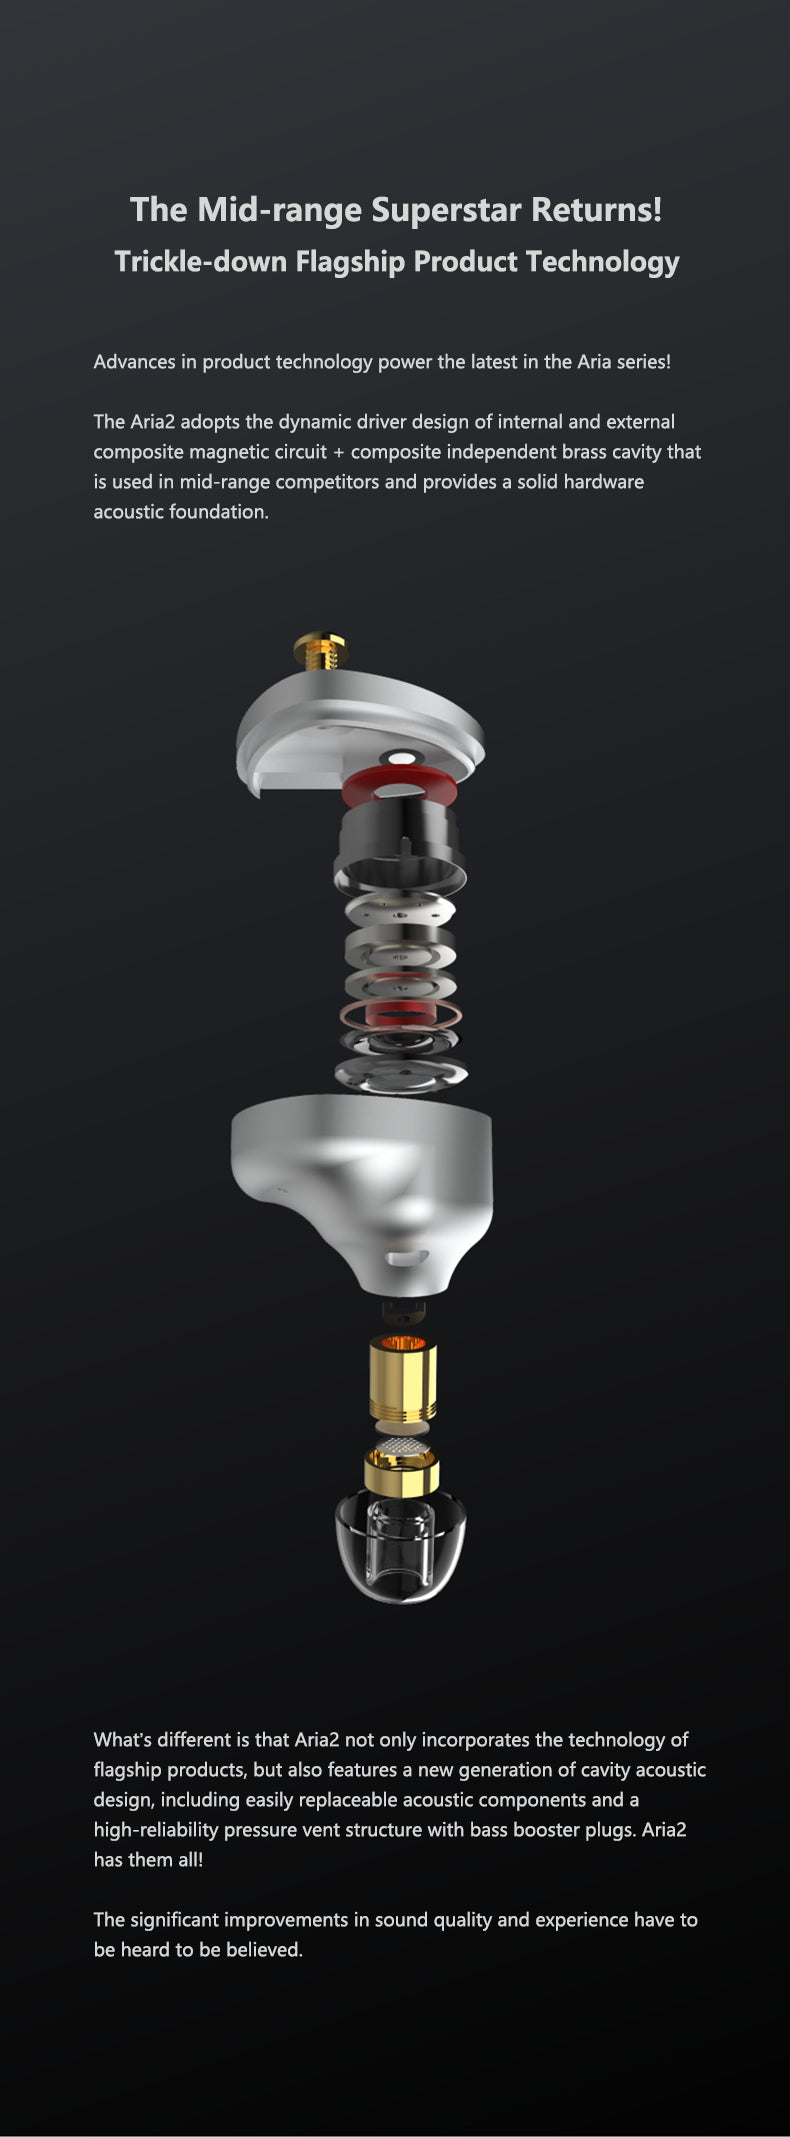 The Mid-range Superstar Returns!
Trickle-down Flagship Product Technology
Advances in product technology power the latest in the Aria series!
The Aria2 adopts the dynamic driver design of internal and external
composite magnetic circuit + composite independent brass cavity that
is used in mid-range competitors and provides a solid hardware
acoustic foundation.
What's different is that Aria2 not only incorporates the technology of
flagship products, but also features a new generation of cavity acoustic
design, including easily replaceable acoustic components and a
high-reliability pressure vent structure with bass booster plugs. Aria2
has them all!
The significant improvements in sound quality and experience have to
be heard to be believed.